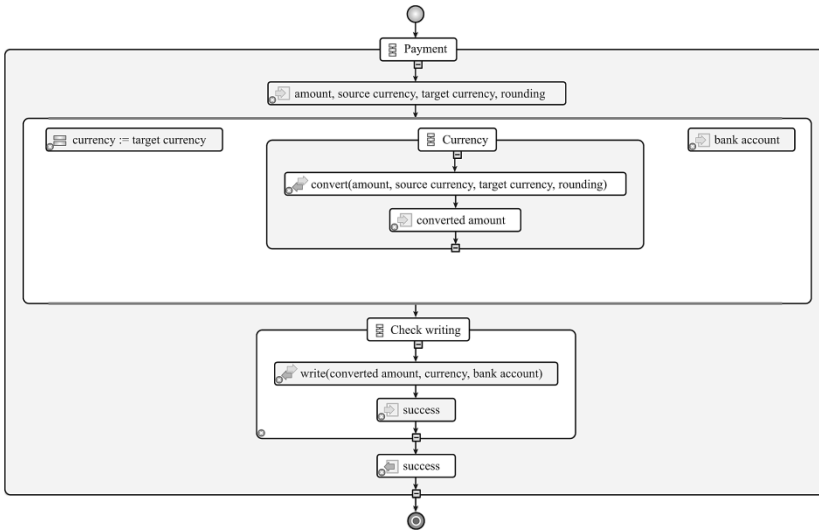 Payment
amount, source currency, target currency, rounding
currency := target currency
Currency
bank account
convert(amount, source currency, target currency, rounding)
converted amount
Check writing
write(converted amount, currency, bank account)
success
success